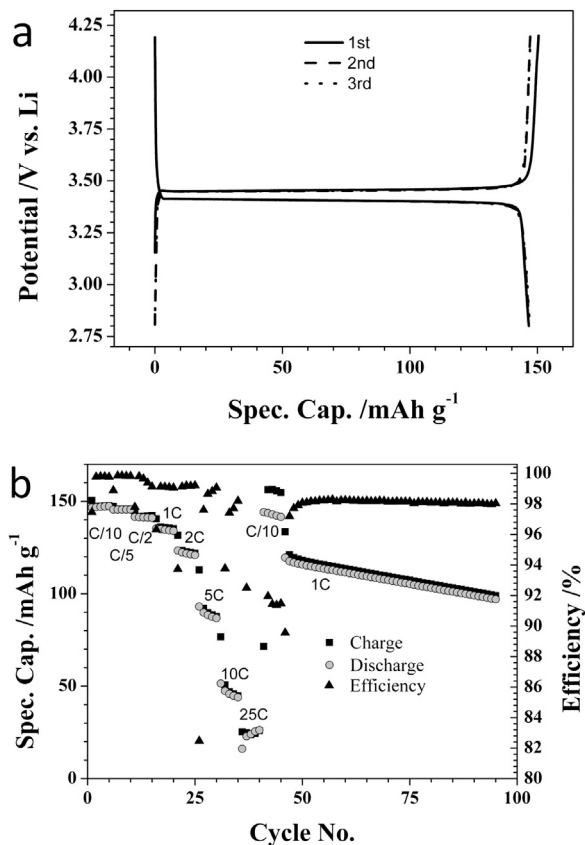 a
4.25
4.00
3.75
3.50
3.25
3.00
2.75
Potential /V vs. Li
1st
2nd
3rd
0
50
100
150
Spec. Cap. /mAh g⁻¹
b
150
100
50
0
Spec. Cap. /mAh g⁻¹
C/10
C/5
C/2
1C
2C
5C
10C
25C
C/10
1C
Charge
Discharge
Efficiency
100
98
96
94
92
90
88
86
84
82
80
Efficiency /%
0
25
50
75
100
Cycle No.